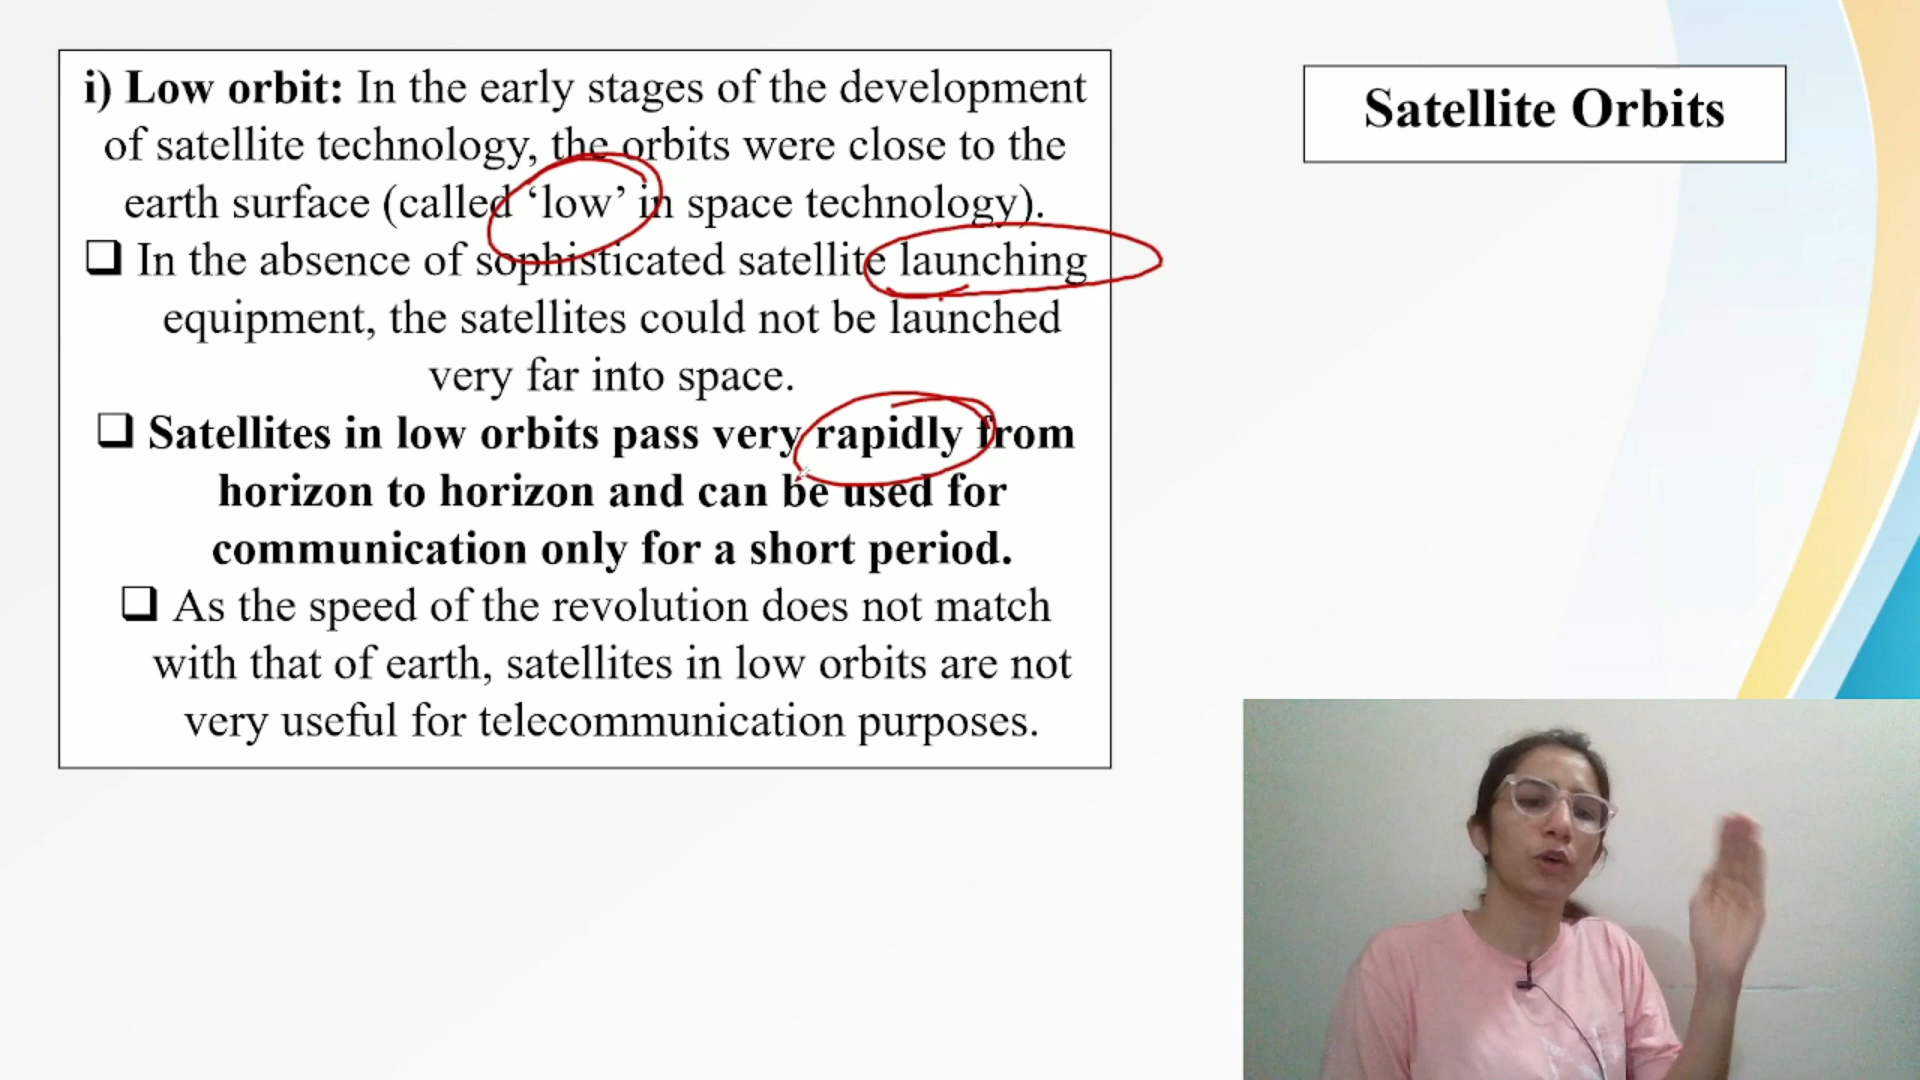 i) Low orbit: In the early stages of the development
of satellite technology, the orbits were close to the
earth surface (called ‘low’ in space technology).
❑ In the absence of sophisticated satellite launching
equipment, the satellites could not be launched
very far into space.
❑ Satellites in low orbits pass very rapidly from
horizon to horizon and can be used for
communication only for a short period.
❑ As the speed of the revolution does not match
with that of earth, satellites in low orbits are not
very useful for telecommunication purposes.
Satellite Orbits